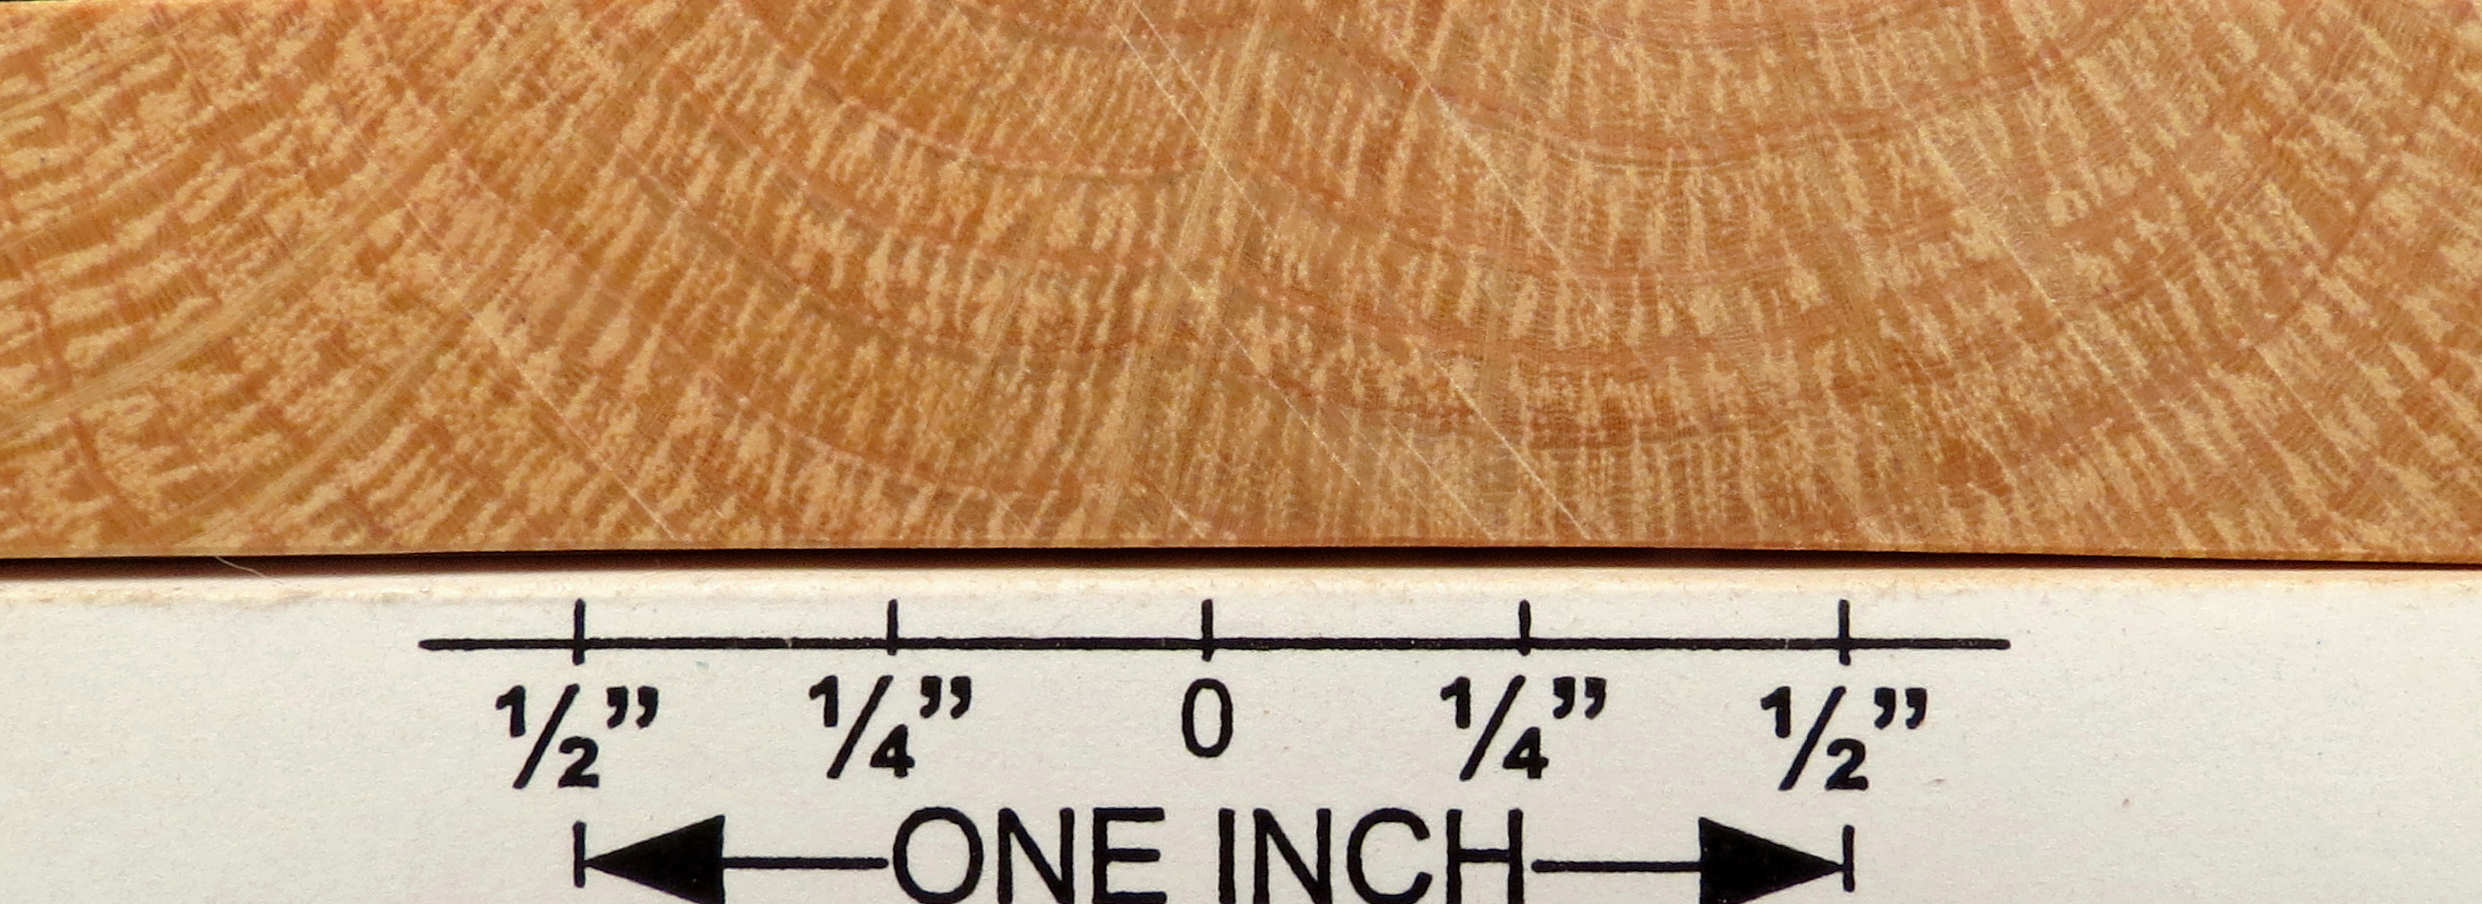 ½” ¼” 0 ¼” ½”
ONE INCH